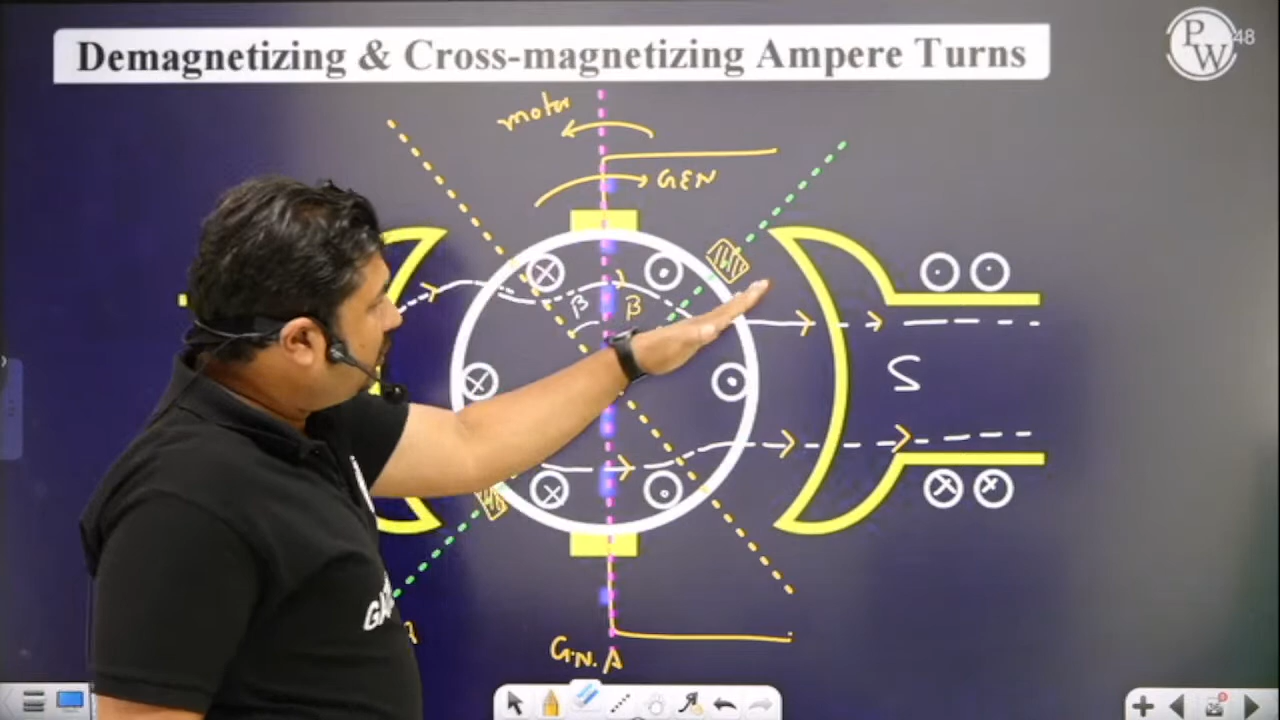 Demagnetizing & Cross-magnetizing Ampere Turns
PW
48
motor
GEN
β β
S
G.N.A